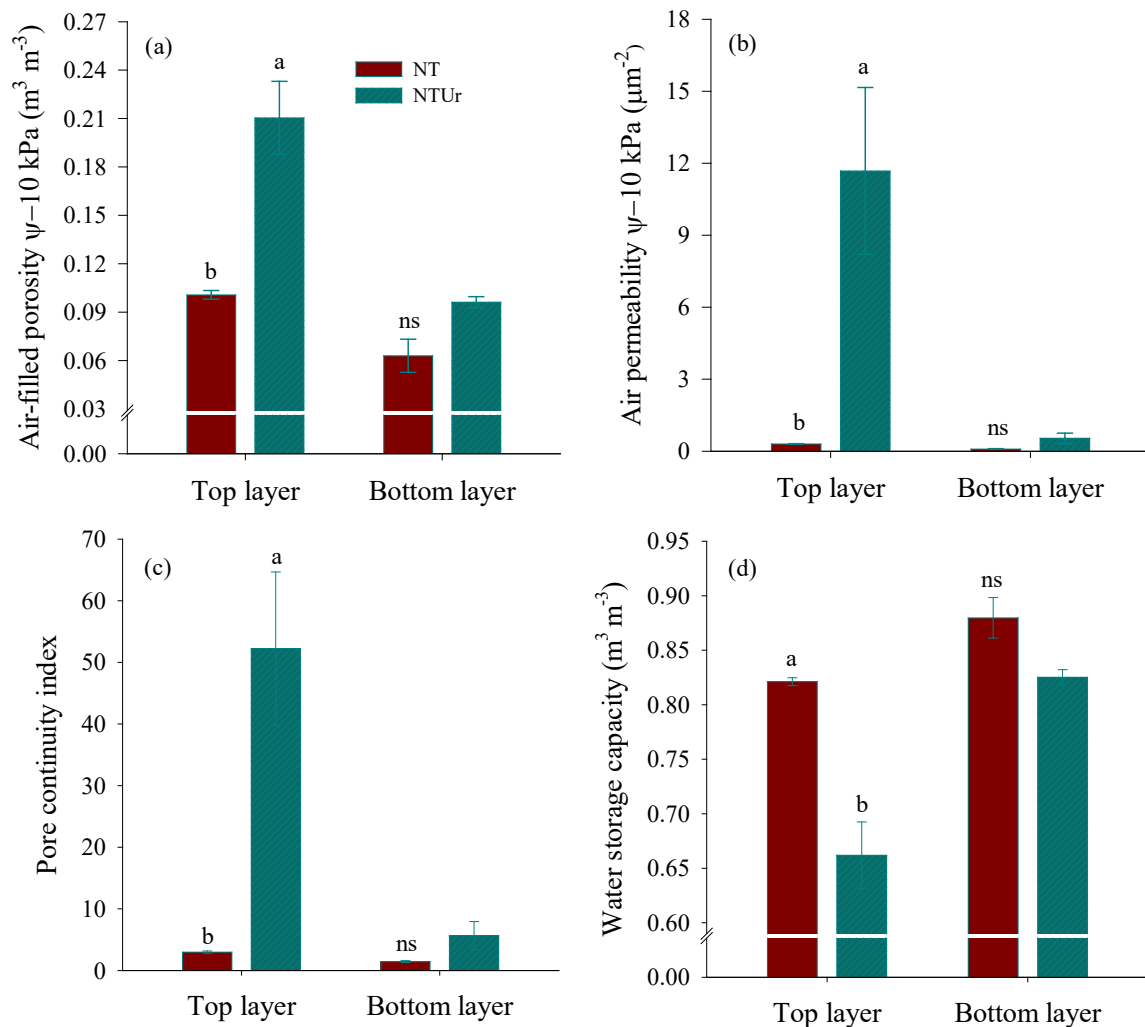 (a)
Air-filled porosity ψ–10 kPa (m³ m⁻³)
0.27
0.24
0.21
0.18
0.15
0.12
0.09
0.06
0.03
0.00
NT
NTUr
b
a
ns
Top layer
Bottom layer
(b)
Air permeability ψ–10 kPa (μm⁻²)
18
15
12
9
6
3
0
b
a
ns
Top layer
Bottom layer
(c)
Pore continuity index
70
60
50
40
30
20
10
0
b
a
ns
Top layer
Bottom layer
(d)
Water storage capacity (m³ m⁻³)
0.95
0.90
0.85
0.80
0.75
0.70
0.65
0.60
0.00
a
b
ns
Top layer
Bottom layer